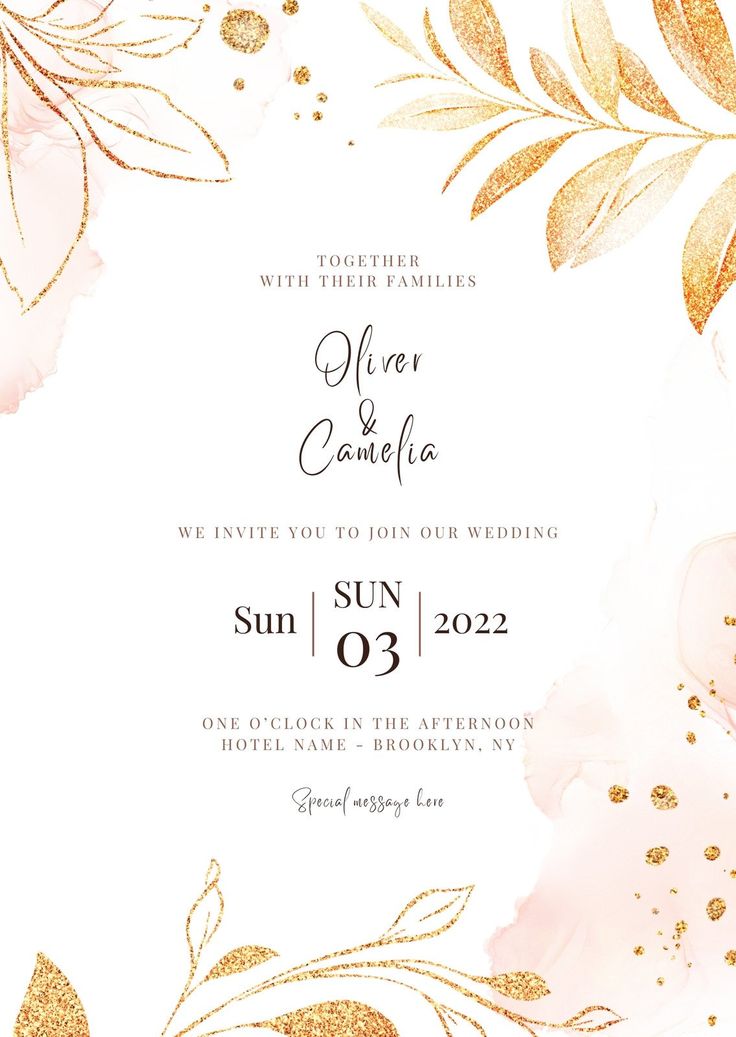 TOGETHER
WITH THEIR FAMILIES
Oliver
&
Camelia
WE INVITE YOU TO JOIN OUR WEDDING
Sun | SUN 03 | 2022
ONE O'CLOCK IN THE AFTERNOON
HOTEL NAME - BROOKLYN, NY
Special message here